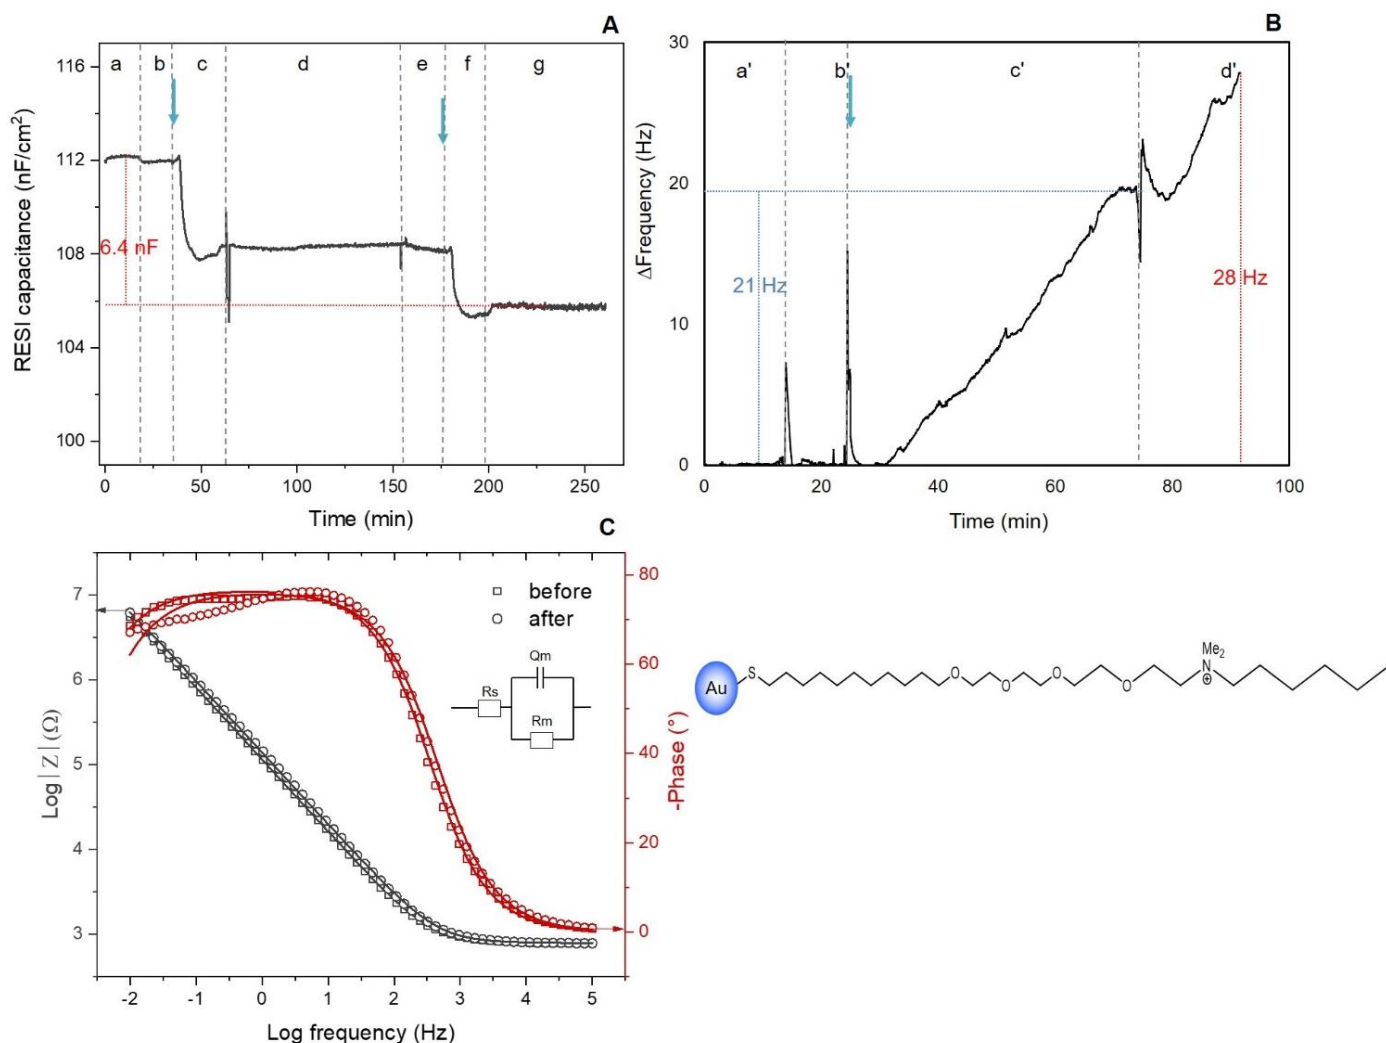 A
a b c d e f g
116
112
108
104
100
6.4 nF
RESI capacitance (nF/cm²)
0 50 100 150 200 250
Time (min)
B
a' b' c' d'
30
20
10
0
21 Hz
28 Hz
ΔFrequency (Hz)
0 20 40 60 80 100
Time (min)
C
before
after
Qm
Rs
Rm
7
6
5
4
3
Log|Z|(Ω)
80
60
40
20
0
-Phase (°)
-2 -1 0 1 2 3 4 5
Log frequency (Hz)
Me2
Au S O O O O N
⊕